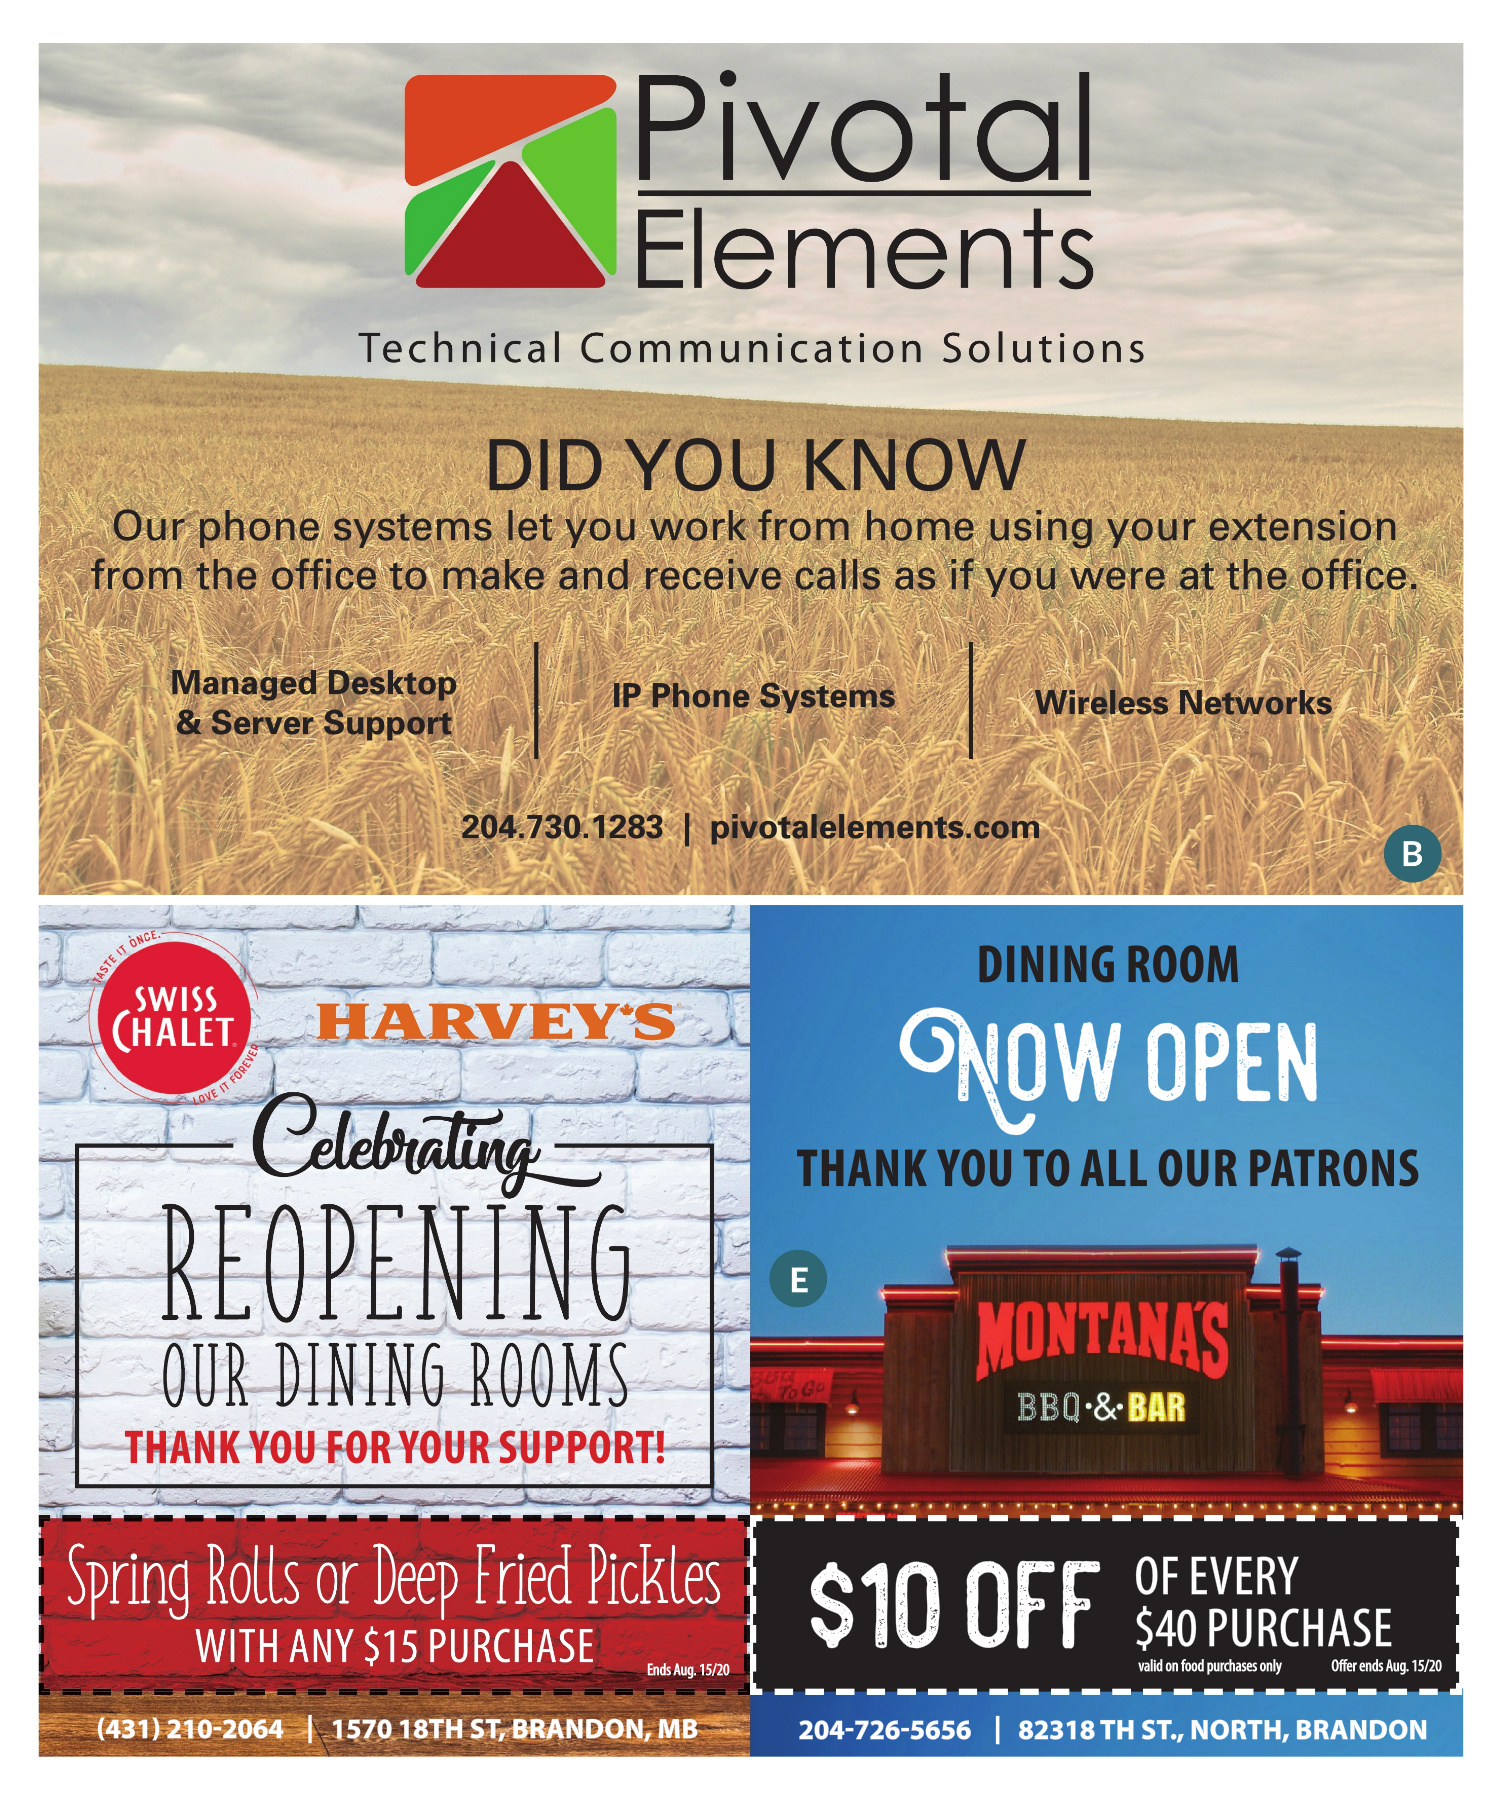 Pivotal
Elements
Technical Communication Solutions
DID YOU KNOW
Our phone systems let you work from home using your extension
from the office to make and receive calls as if you were at the office.
Managed Desktop
& Server Support
IP Phone Systems
Wireless Networks
204.730.1283 | pivotalelements.com
B
TASTE IT ONCE.
SWISS
CHALET
LOVE IT FOREVER
HARVEY'S
Celebrating
REOPENING
OUR DINING ROOMS
THANK YOU FOR YOUR SUPPORT!
Spring Rolls or Deep Fried Pickles
WITH ANY $15 PURCHASE
Ends Aug. 15/20
(431) 210-2064 | 1570 18TH ST, BRANDON, MB
DINING ROOM
NOW OPEN
THANK YOU TO ALL OUR PATRONS
E
MONTANA'S
BBQ·&·BAR
BBQ
To Go
$10 OFF
OF EVERY
$40 PURCHASE
valid on food purchases only
Offer ends Aug. 15/20
204-726-5656 | 82318 TH ST., NORTH, BRANDON